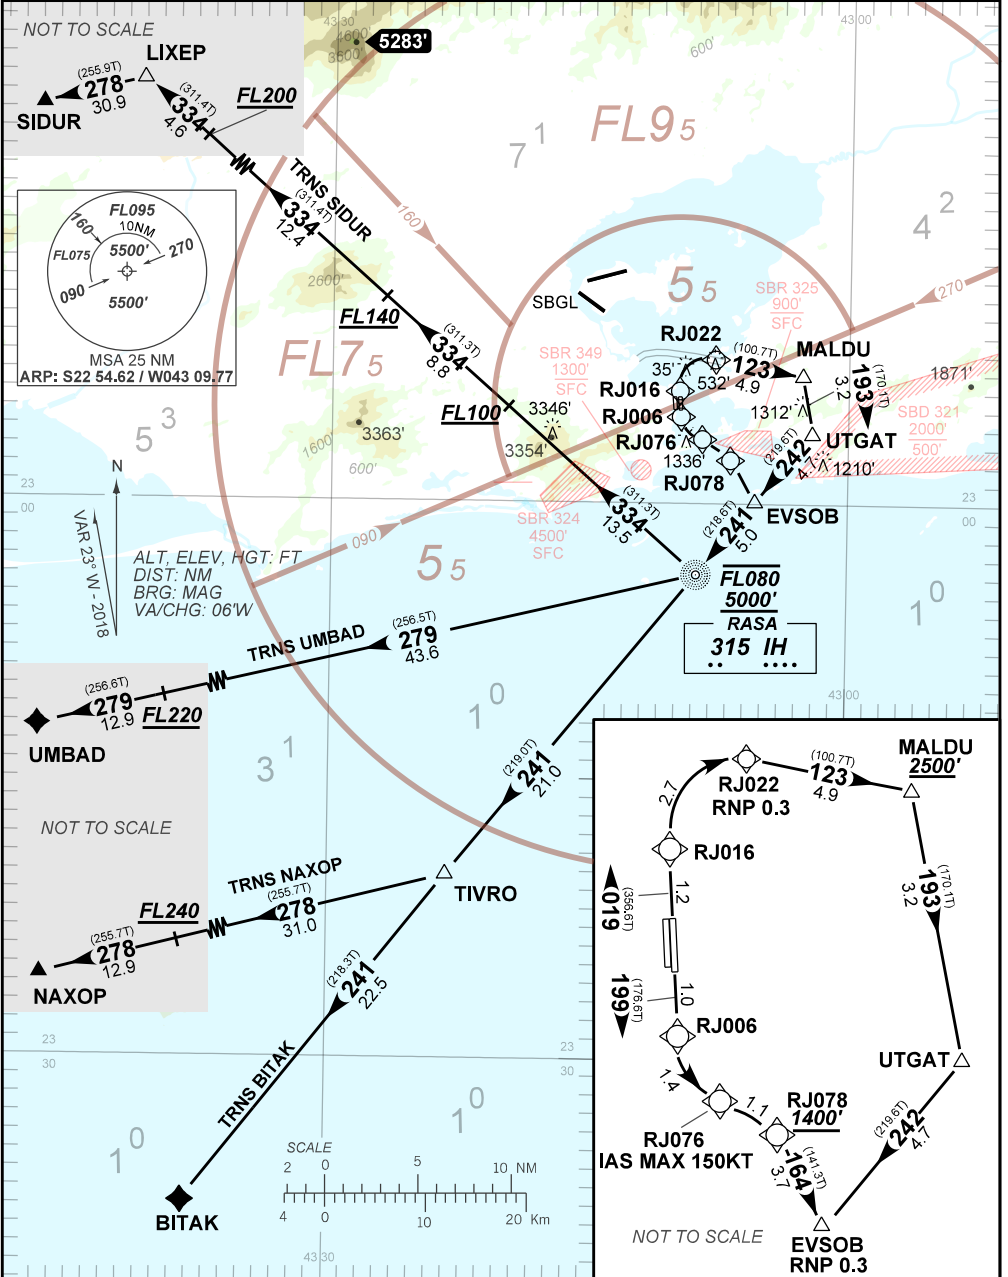 NOT TO SCALE
LIXEP
(255.9T)
278
30.9
SIDUR
(311.4T)
334
4.6
FL200
43 30
4600'
3600'
5283'
600'
43 00
FL9 5
7 1
4 2
TRNS SIDUR
(311.4T)
334
12.4
160
FL095
10NM
5500'
160
270
FL075
090
5500'
MSA 25 NM
ARP: S22 54.62 / W043 09.77
2600'
FL140
FL7 5
(311.3T)
334
8.8
FL100
SBGL
5 5
SBR 325
900'
SFC
270
SBR 349
1300'
SFC
RJ022
35'
532'
(100.7T)
123
4.9
MALDU
(170.1T)
193
3.2
1871'
RJ016
RJ006
RJ076
1336'
RJ078
1312'
UTGAT
SBD 321
2000'
500'
1210'
(219.6T)
242
4.7
EVSOB
5 3
1600'
3363'
600'
3346'
3354'
23
00
23
00
N
VAR 23° W - 2018
ALT, ELEV, HGT: FT
DIST: NM
BRG: MAG
VA/CHG: 06'W
090
SBR 324
4500'
SFC
(311.3T)
334
13.5
(218.6T)
241
5.0
5 5
FL080
5000'
RASA
315 IH
1 0
TRNS UMBAD
(256.5T)
279
43.6
(256.6T)
279
12.9
FL220
UMBAD
1 0
43 00
3 1
(219.0T)
241
21.0
NOT TO SCALE
TRNS NAXOP
(255.7T)
278
31.0
TIVRO
FL240
(255.7T)
278
12.9
NAXOP
(218.3T)
241
22.5
23
30
23
30
TRNS BITAK
1 0
1 0
BITAK
SCALE
2 0 5 10 NM
4 0 10 20 Km
43 30
MALDU
2500'
RJ022
RNP 0.3
(100.7T)
123
4.9
2.7
RJ016
1.2
019
(356.6T)
(170.1T)
193
3.2
199
(176.6T)
1.0
RJ006
1.4
RJ076
IAS MAX 150KT
1.1
RJ078
1400'
UTGAT
(219.6T)
242
4.7
(141.3T)
164
3.7
NOT TO SCALE
EVSOB
RNP 0.3